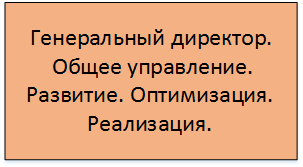 Генеральный директор.
Общее управление.
Развитие. Оптимизация.
Реализация.